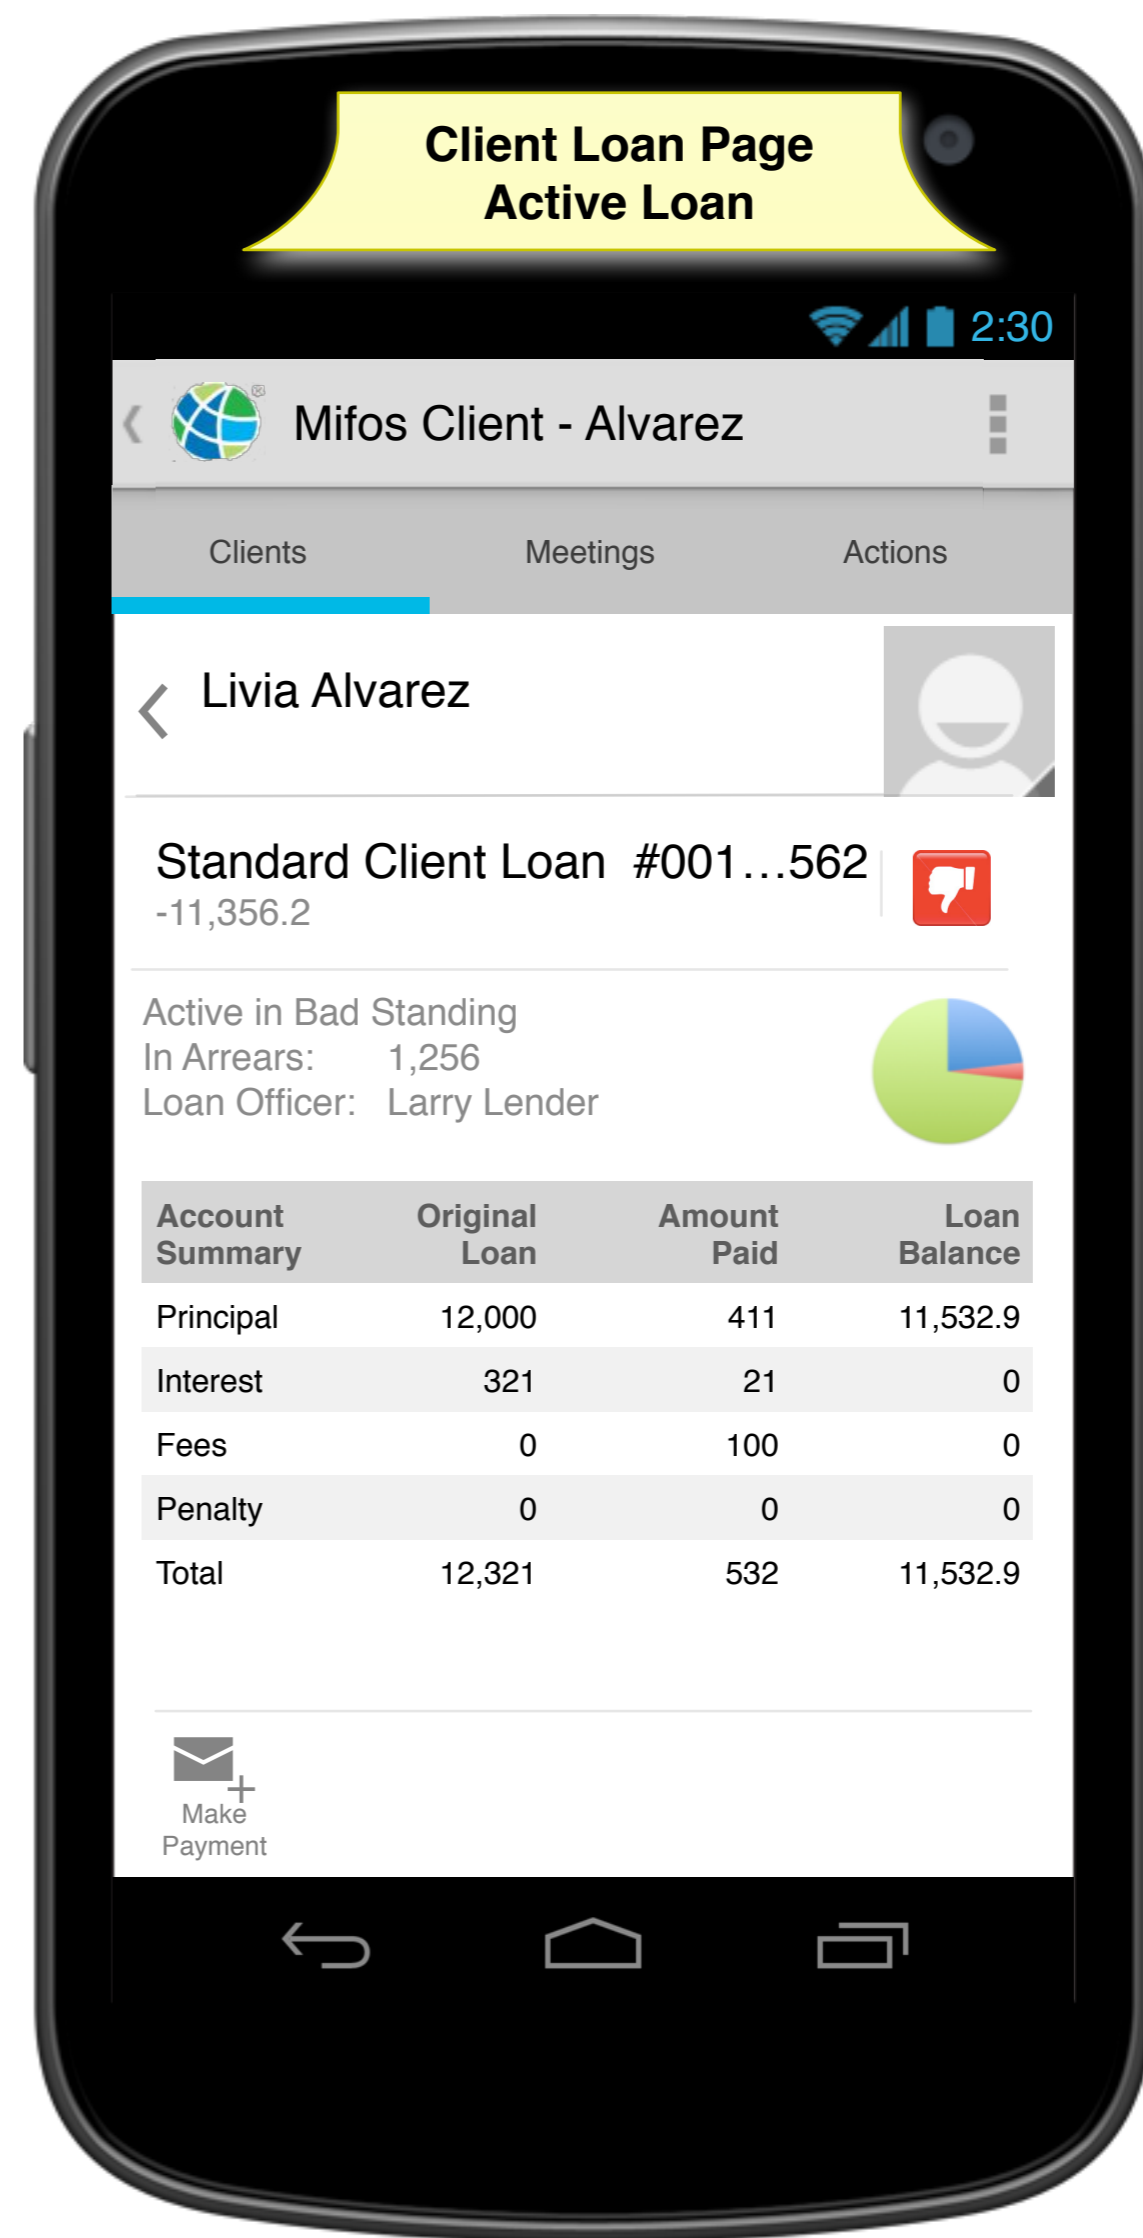 Client Loan Page
Active Loan
2:30
Mifos Client - Alvarez
Clients Meetings Actions
Livia Alvarez
Standard Client Loan #001...562
-11,356.2
Active in Bad Standing
In Arrears: 1,256
Loan Officer: Larry Lender
Account Summary Original Loan Amount Paid Loan Balance
Principal 12,000 411 11,532.9
Interest 321 21 0
Fees 0 100 0
Penalty 0 0 0
Total 12,321 532 11,532.9
Make
Payment